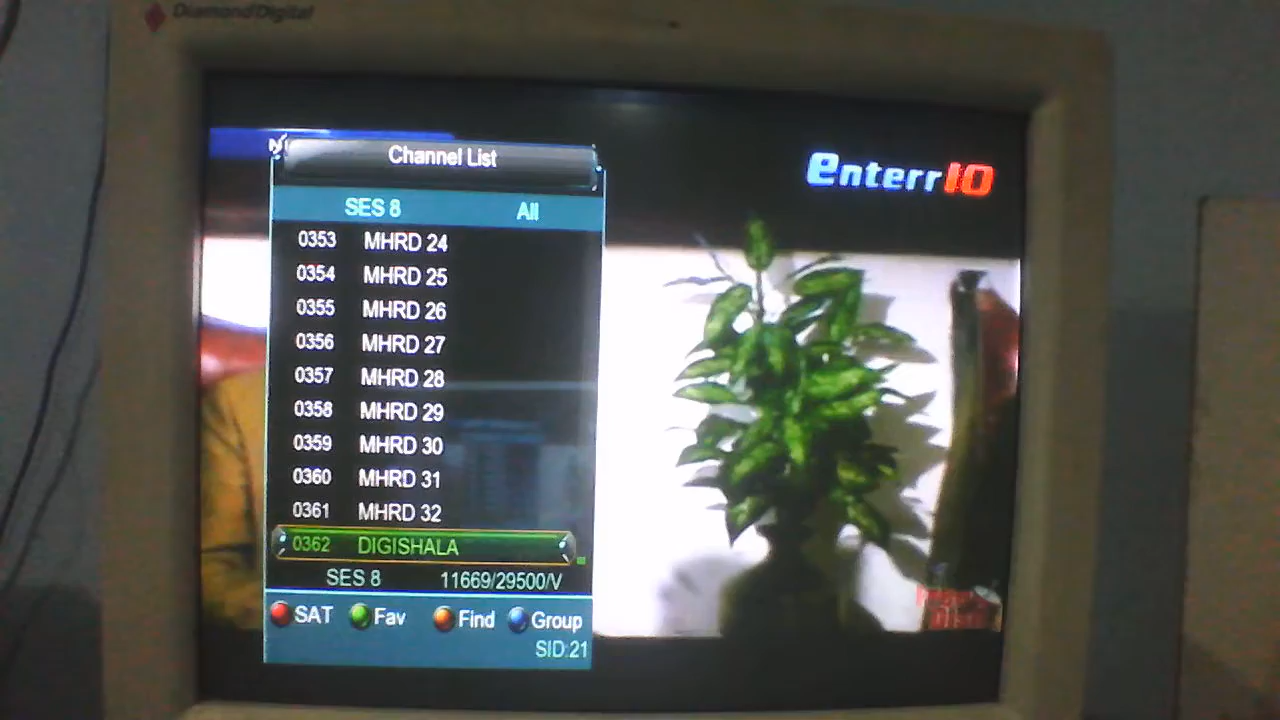 DiamondDigital
Channel List
enterr10
SES 8 All
0353 MHRD 24
0354 MHRD 25
0355 MHRD 26
0356 MHRD 27
0357 MHRD 28
0358 MHRD 29
0359 MHRD 30
0360 MHRD 31
0361 MHRD 32
0362 DIGISHALA
SES 8 11669/29500/V
SAT Fav Find Group
SID:21